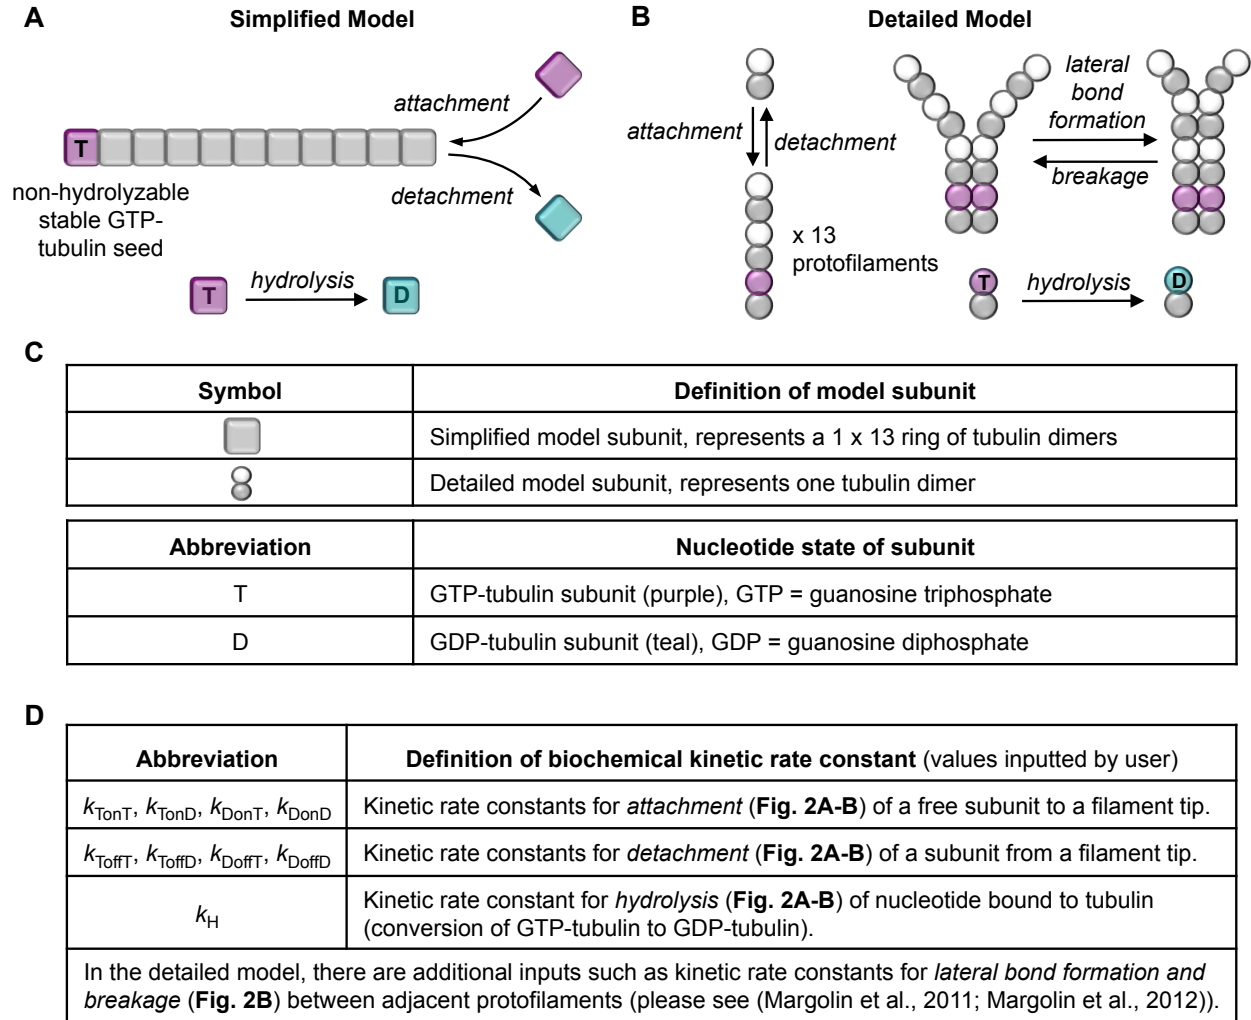 A
Simplified Model
attachment
T
detachment
non-hydrolyzable
stable GTP-
tubulin seed
T
hydrolysis
D
B
Detailed Model
attachment
detachment
x 13
protofilaments
lateral
bond
formation
breakage
T
hydrolysis
D
C
Symbol
Definition of model subunit
Simplified model subunit, represents a 1 x 13 ring of tubulin dimers
Detailed model subunit, represents one tubulin dimer
Abbreviation
Nucleotide state of subunit
T
GTP-tubulin subunit (purple), GTP = guanosine triphosphate
D
GDP-tubulin subunit (teal), GDP = guanosine diphosphate
D
Abbreviation
Definition of biochemical kinetic rate constant (values inputted by user)
kTonT, kTonD, kDonT, kDonD
Kinetic rate constants for attachment (Fig. 2A-B) of a free subunit to a filament tip.
kToffT, kToffD, kDoffT, kDoffD
Kinetic rate constants for detachment (Fig. 2A-B) of a subunit from a filament tip.
kH
Kinetic rate constant for hydrolysis (Fig. 2A-B) of nucleotide bound to tubulin
(conversion of GTP-tubulin to GDP-tubulin).
In the detailed model, there are additional inputs such as kinetic rate constants for lateral bond formation and
breakage (Fig. 2B) between adjacent protofilaments (please see (Margolin et al., 2011; Margolin et al., 2012)).